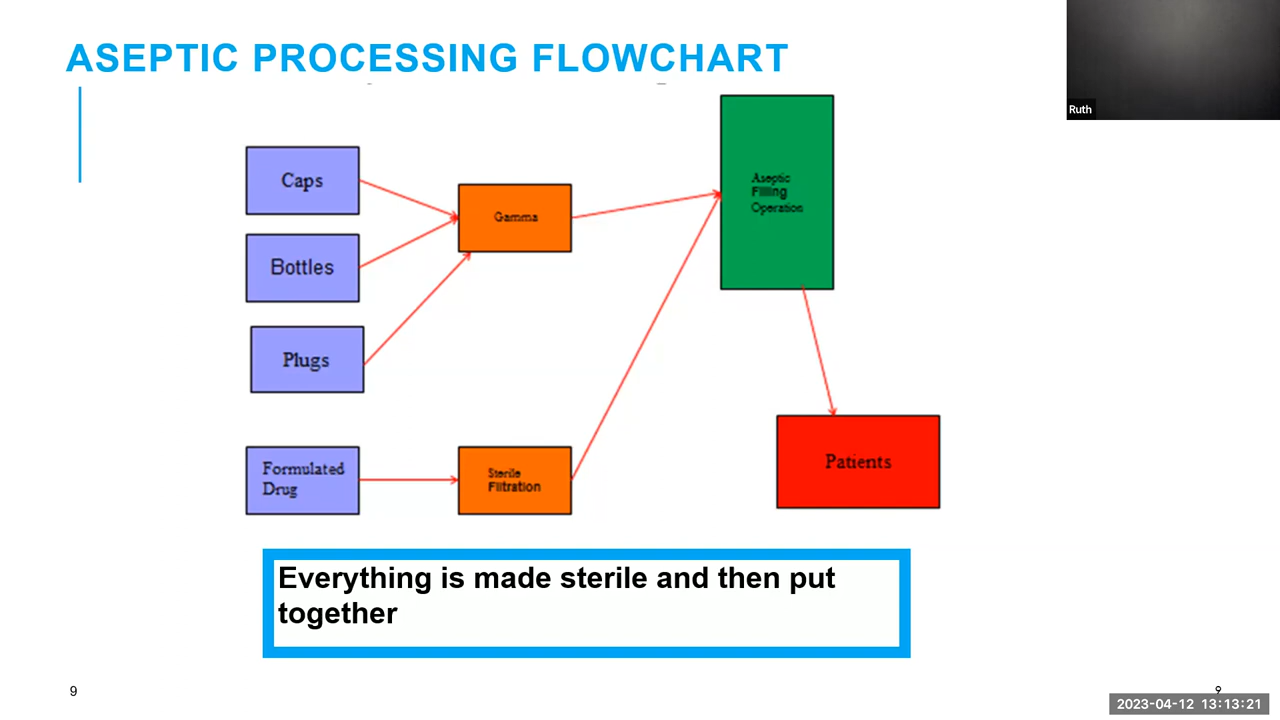 ASEPTIC PROCESSING FLOWCHART
Ruth
Caps
Bottles
Plugs
Formulated
Drug
Gamma
Sterile
Filtration
Aseptic
Filling
Operation
Patients
Everything is made sterile and then put
together
9
9
2023-04-12 13:13:21